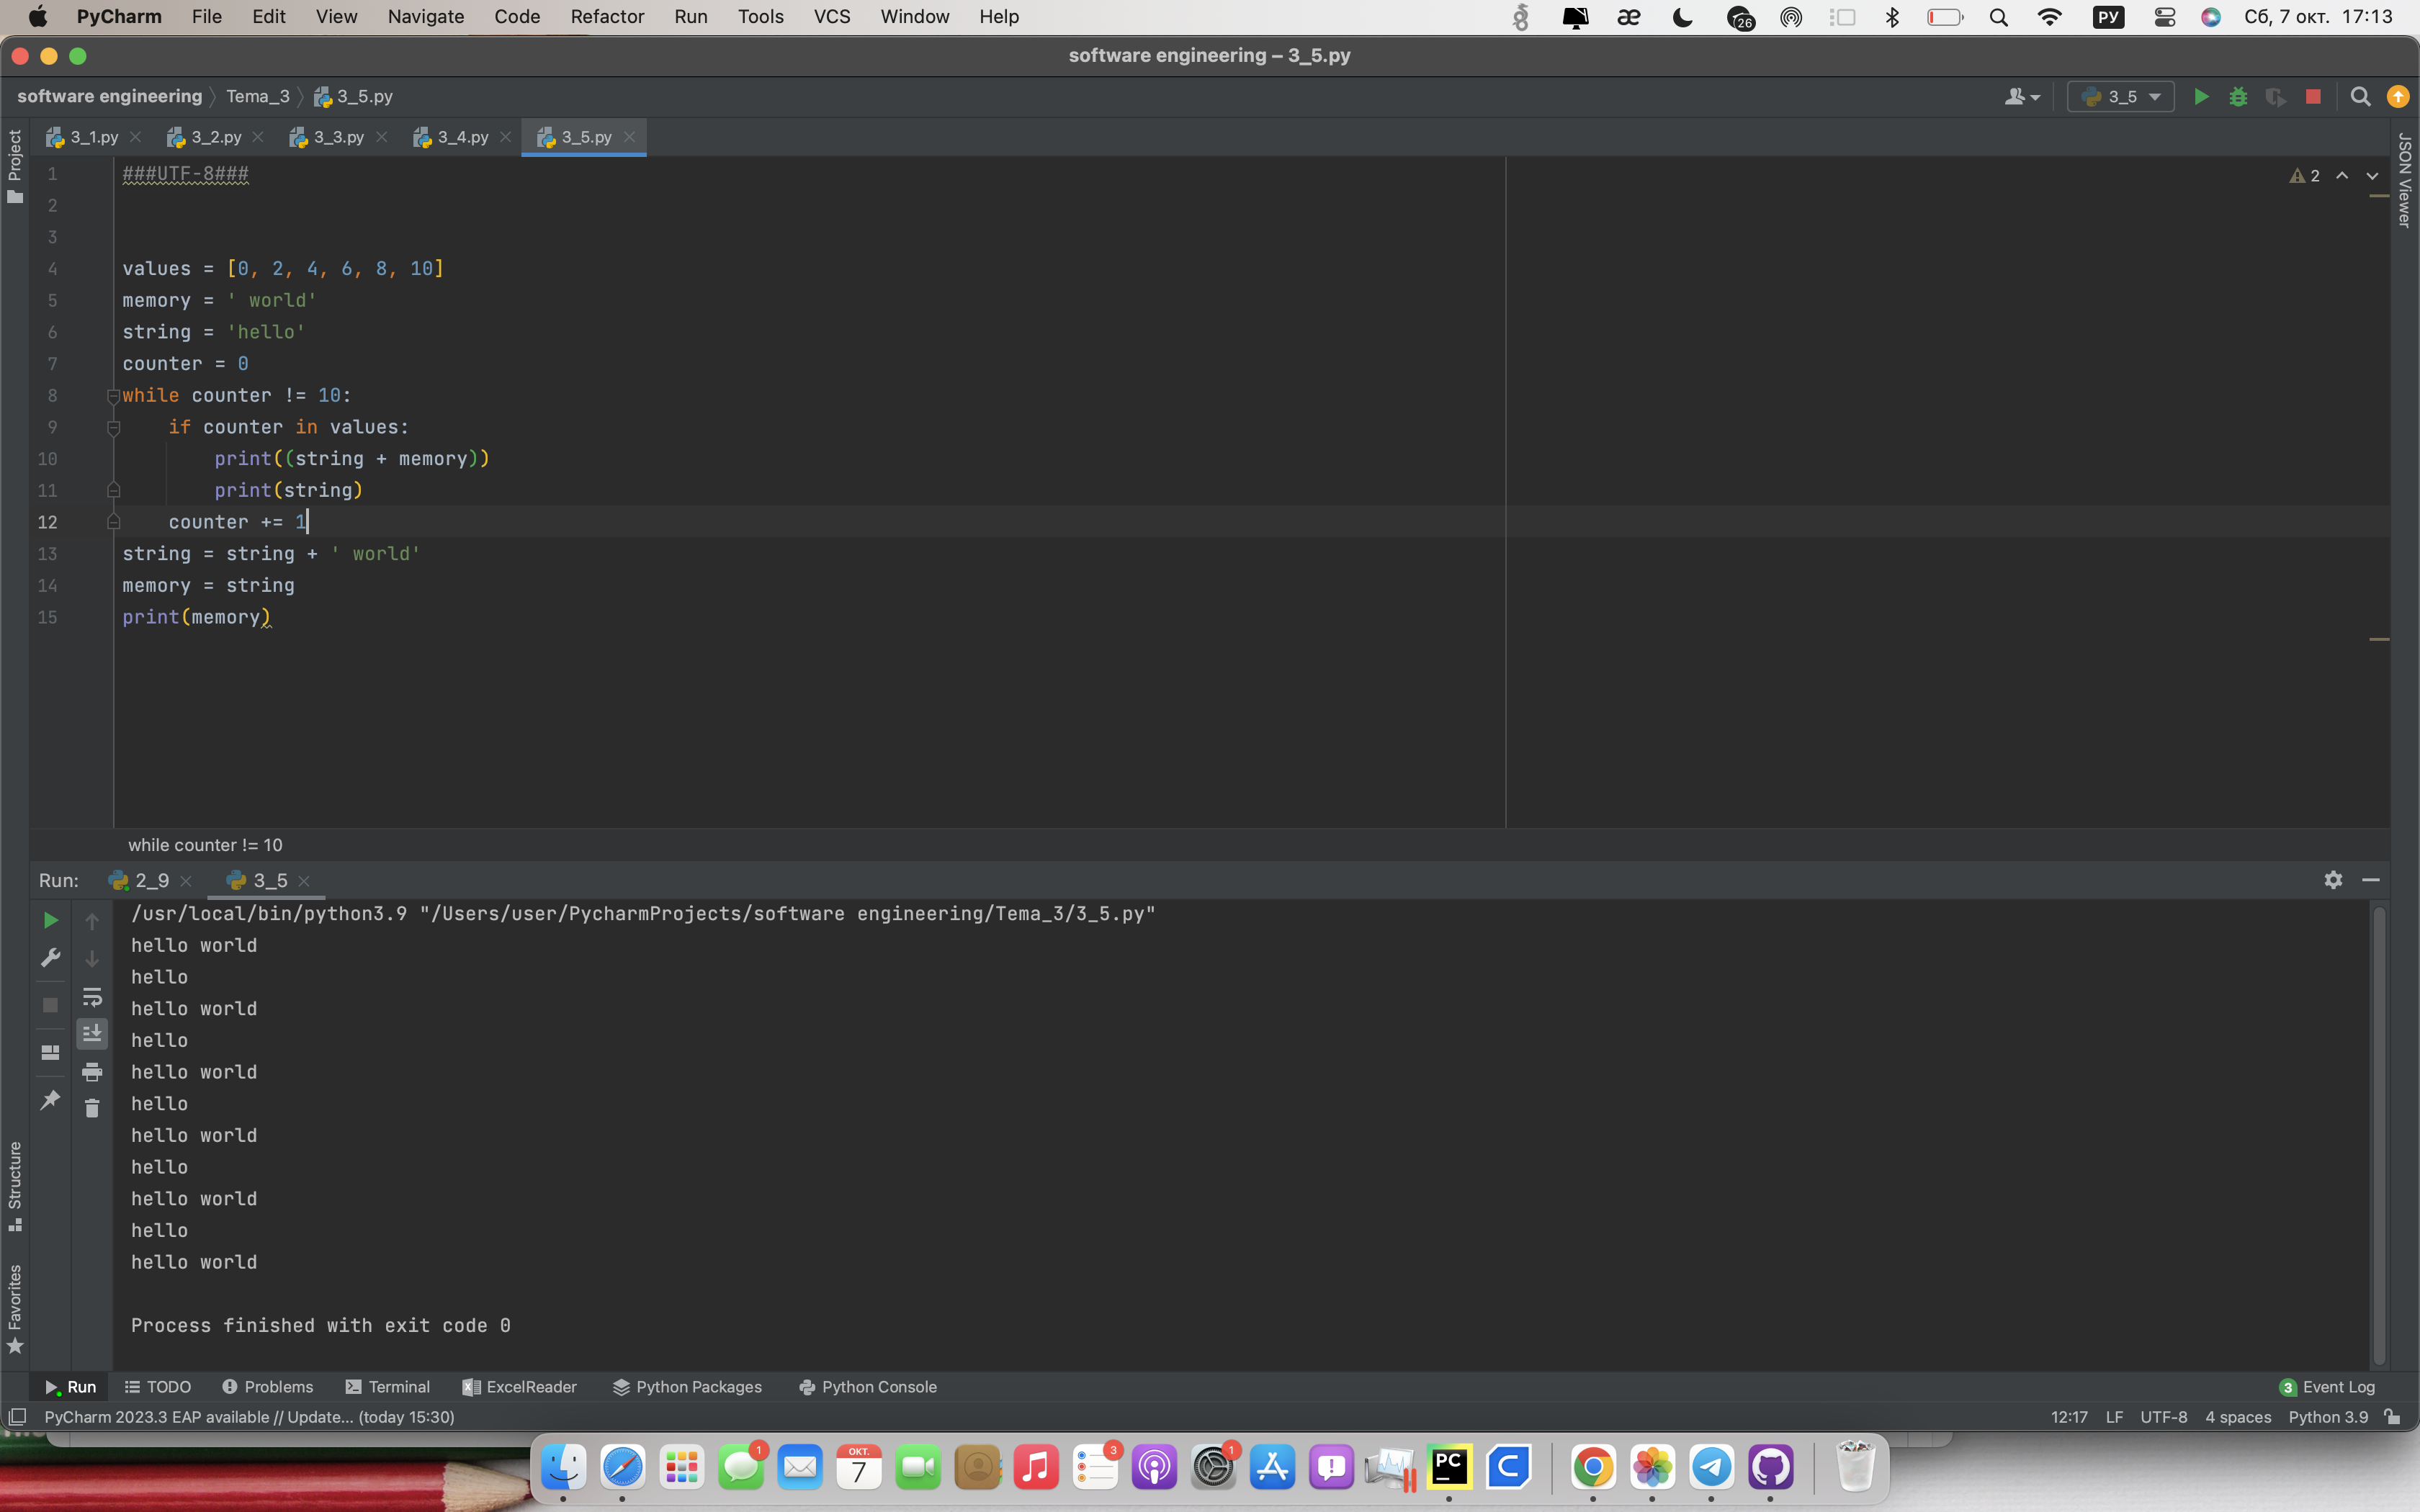 PyCharm File Edit View Navigate Code Refactor Run Tools VCS Window Help æ 26 РУ Сб, 7 окт. 17:13
software engineering – 3_5.py
software engineering Tema_3 3_5.py 3_5
3_1.py 3_2.py 3_3.py 3_4.py 3_5.py
Project
JSON Viewer
2
1 ###UTF-8###
2
3
4 values = [0, 2, 4, 6, 8, 10]
5 memory = ' world'
6 string = 'hello'
7 counter = 0
8 while counter != 10:
9 if counter in values:
10 print((string + memory))
11 print(string)
12 counter += 1
13 string = string + ' world'
14 memory = string
15 print(memory)
while counter != 10
Run: 2_9 3_5
/usr/local/bin/python3.9 "/Users/user/PycharmProjects/software engineering/Tema_3/3_5.py"
hello world
hello
hello world
hello
hello world
hello
hello world
hello
hello world
hello
hello world
Process finished with exit code 0
Structure
Favorites
Run TODO Problems Terminal ExcelReader Python Packages Python Console 3 Event Log
PyCharm 2023.3 EAP available // Update... (today 15:30) 12:17 LF UTF-8 4 spaces Python 3.9
1 ОКТ. 7 3 1 PC C